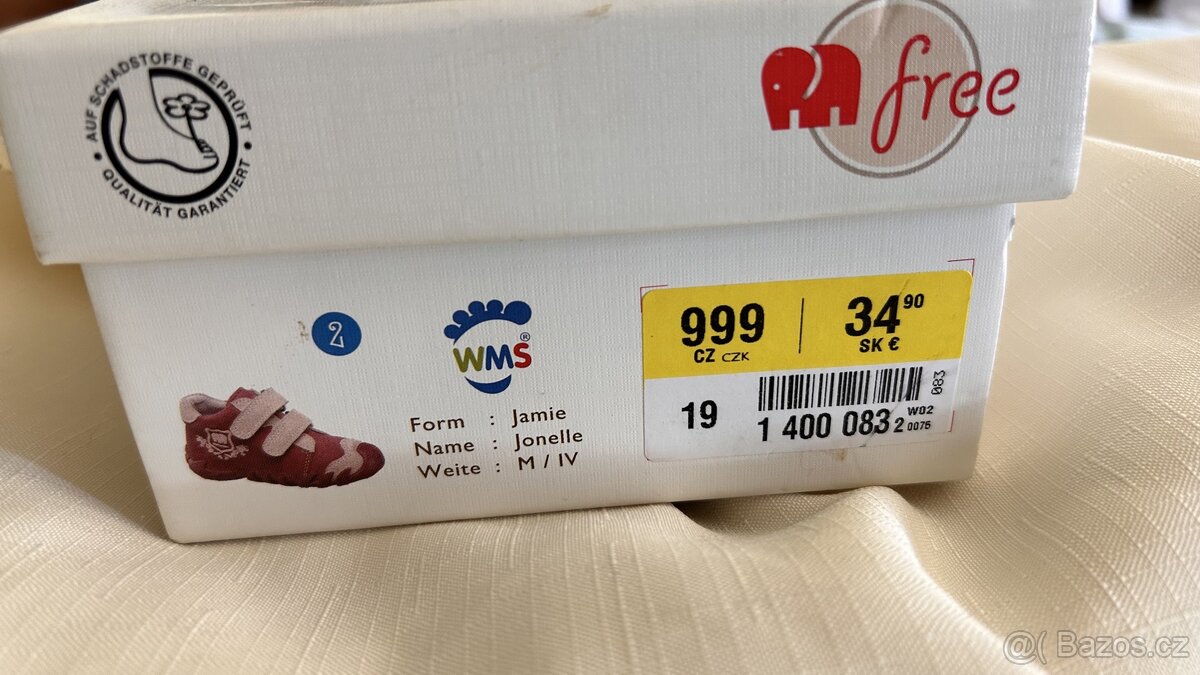 • AUF SCHADSTOFFE GEPRÜFT •
QUALITÄT GARANTIERT
free
2
WMS®
Form : Jamie
Name : Jonelle
Weite : M / IV
999
CZ CZK
34 90
SK €
083
19
1 400 083 2
W02
0076
@( Bazos.cz